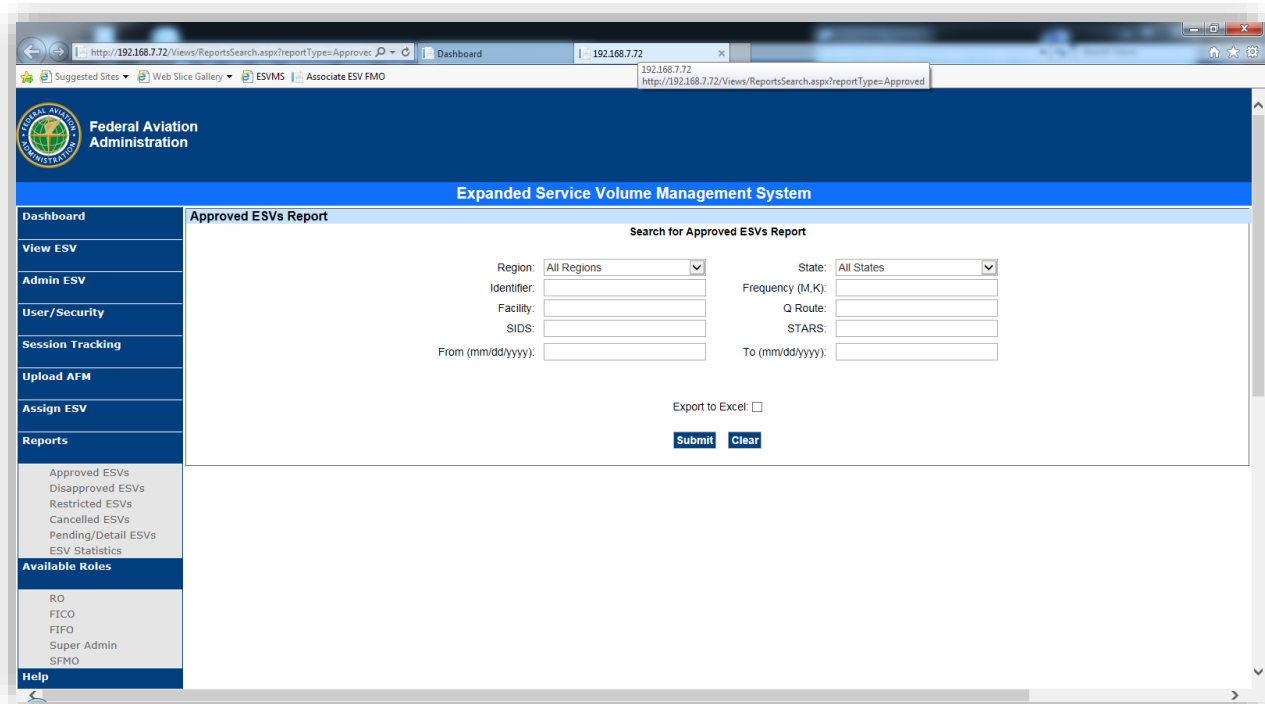 http://192.168.7.72/Views/ReportsSearch.aspx?reportType=Approvec
Dashboard
192.168.7.72
Suggested Sites
Web Slice Gallery
ESVMS
Associate ESV FMO
192.168.7.72
http://192.168.7.72/Views/ReportsSearch.aspx?reportType=Approved
FEDERAL AVIATION ADMINISTRATION
Federal Aviation
Administration
Expanded Service Volume Management System
Dashboard
View ESV
Admin ESV
User/Security
Session Tracking
Upload AFM
Assign ESV
Reports
Approved ESVs
Disapproved ESVs
Restricted ESVs
Cancelled ESVs
Pending/Detail ESVs
ESV Statistics
Available Roles
RO
FICO
FIFO
Super Admin
SFMO
Help
Approved ESVs Report
Search for Approved ESVs Report
Region: All Regions State: All States
Identifier: Frequency (M,K):
Facility: Q Route:
SIDS: STARS:
From (mm/dd/yyyy): To (mm/dd/yyyy):
Export to Excel:
Submit Clear